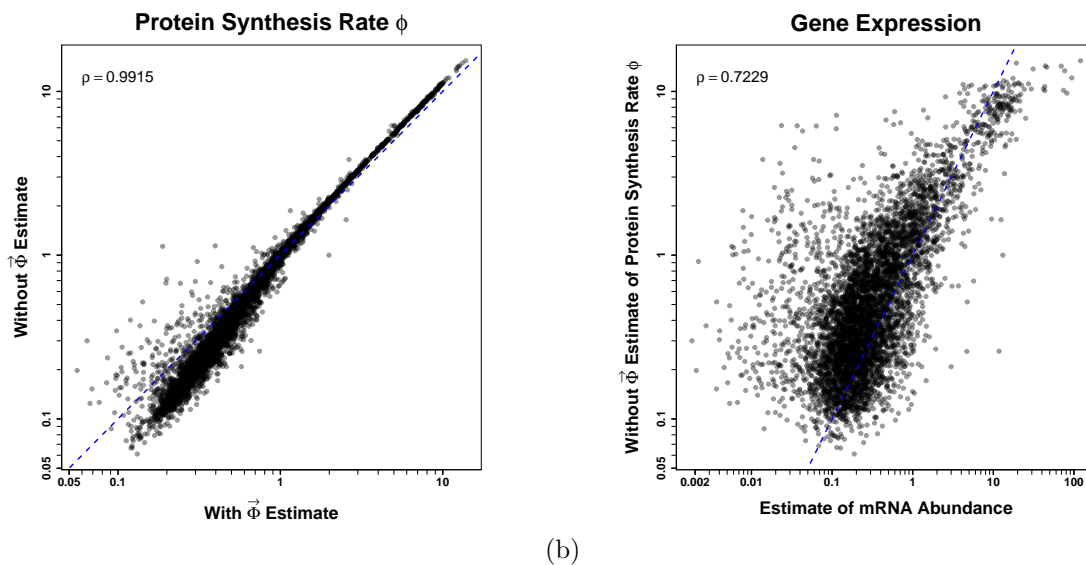 Protein Synthesis Rate ϕ
ρ = 0.9915
Without Φ⃗ Estimate
10
1
0.1
0.05
0.05 0.1 1 10
With Φ⃗ Estimate
Gene Expression
ρ = 0.7229
Without Φ⃗ Estimate of Protein Synthesis Rate ϕ
10
1
0.1
0.05
0.002 0.01 0.1 1 10 100
Estimate of mRNA Abundance
(b)